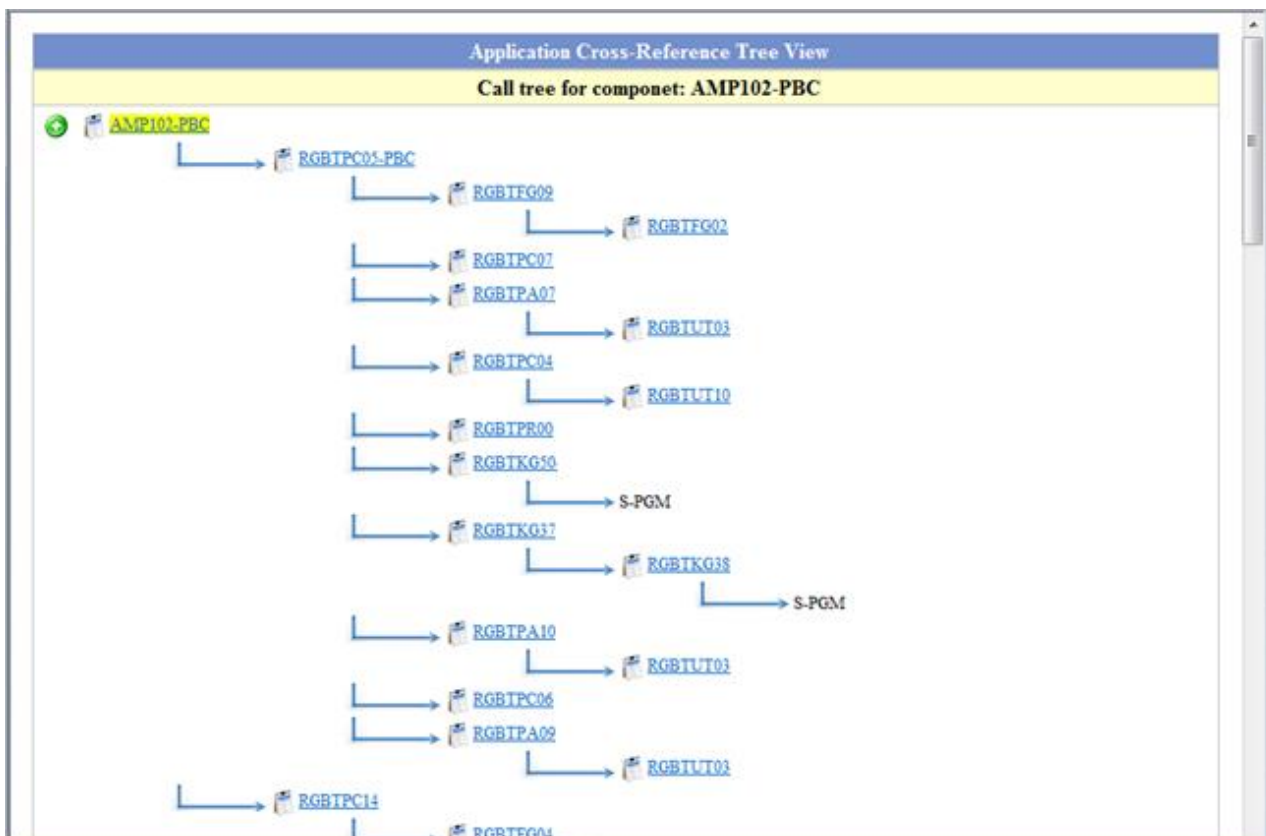 Application Cross-Reference Tree View
Call tree for componet: AMP102-PBC
AMP102-PBC
RGBTPC05-PBC
RGBTFG09
RGBTFG02
RGBTPC07
RGBTPA07
RGBTUT03
RGBTPC04
RGBTUT10
RGBTPR00
RGBTKG50
S-PGM
RGBTKG37
RGBTKG38
S-PGM
RGBTPA10
RGBTUT03
RGBTPC06
RGBTPA09
RGBTUT03
RGBTPC14
RGBTFG04